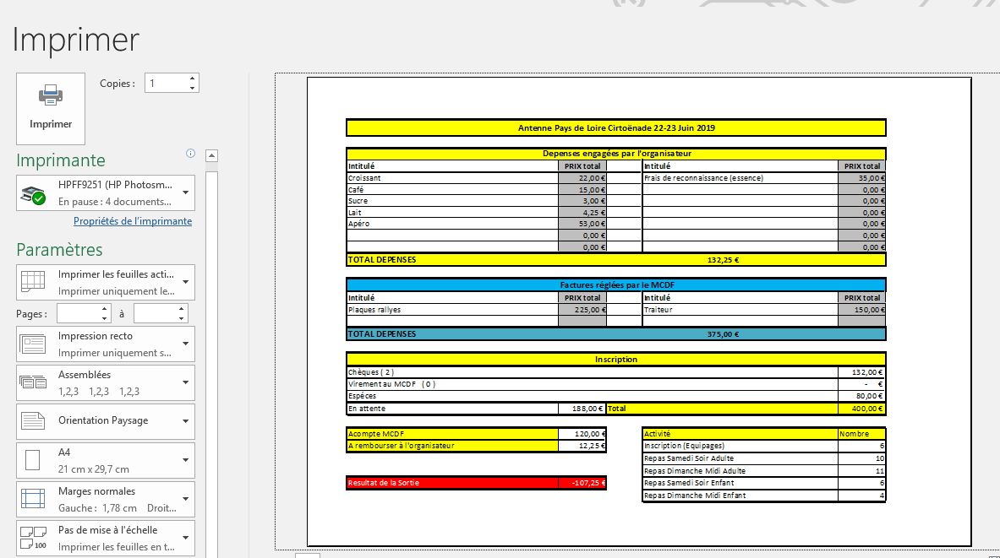 Imprimer
Copies : 1
Imprimer
Imprimante
HPFF9251 (HP Photosm...
En pause : 4 documents...
Propriétés de l'imprimante
Paramètres
Imprimer les feuilles acti...
Imprimer uniquement le...
Pages : à
Impression recto
Imprimer uniquement s...
Assemblées
1,2,3 1,2,3 1,2,3
Orientation Paysage
A4
21 cm x 29,7 cm
Marges normales
Gauche : 1,78 cm Droit...
Pas de mise à l'échelle
100
Imprimer les feuilles en t...
Antenne Pays de Loire Cirtoënade 22-23 Juin 2019
Depenses engagées par l'organisateur
Intitulé PRIX total Intitulé PRIX total
Croissant 22,00 € Frais de reconnaissance (essence) 35,00 €
Café 15,00 € 0,00 €
Sucre 3,00 € 0,00 €
Lait 4,25 € 0,00 €
Apéro 53,00 € 0,00 €
0,00 € 0,00 €
0,00 € 0,00 €
TOTAL DEPENSES 132,25 €
Factures réglées par le MCDF
Intitulé PRIX total Intitulé PRIX total
Plaques rallyes 225,00 € Traiteur 150,00 €
TOTAL DEPENSES 375,00 €
Inscription
Chèques ( 2 ) 132,00 €
Virement au MCDF ( 0 ) - €
Espéces 80,00 €
En attente 188,00 € Total 400,00 €
Acompte MCDF 120,00 €
A rembourser à l'organisateur 12,25 €
Resultat de la Sortie -107,25 €
Activité Nombre
Inscription (Equipages) 6
Repas Samedi Soir Adulte 10
Repas Dimanche Midi Adulte 11
Repas Samedi Soir Enfant 6
Repas Dimanche Midi Enfant 4